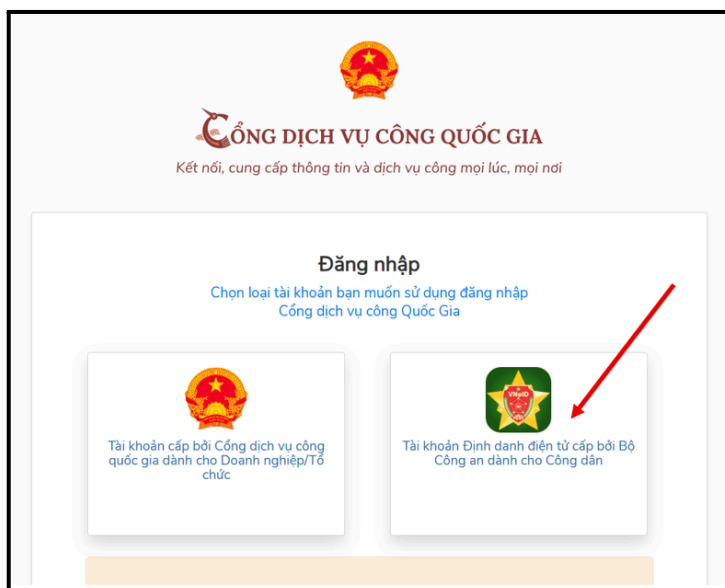 CỔNG DỊCH VỤ CÔNG QUỐC GIA
Kết nối, cung cấp thông tin và dịch vụ công mọi lúc, mọi nơi
Đăng nhập
Chọn loại tài khoản bạn muốn sử dụng đăng nhập
Cổng dịch vụ công Quốc Gia
Tài khoản cấp bởi Cổng dịch vụ công
quốc gia dành cho Doanh nghiệp/Tổ
chức
VNeID
Tài khoản Định danh điện tử cấp bởi Bộ
Công an dành cho Công dân